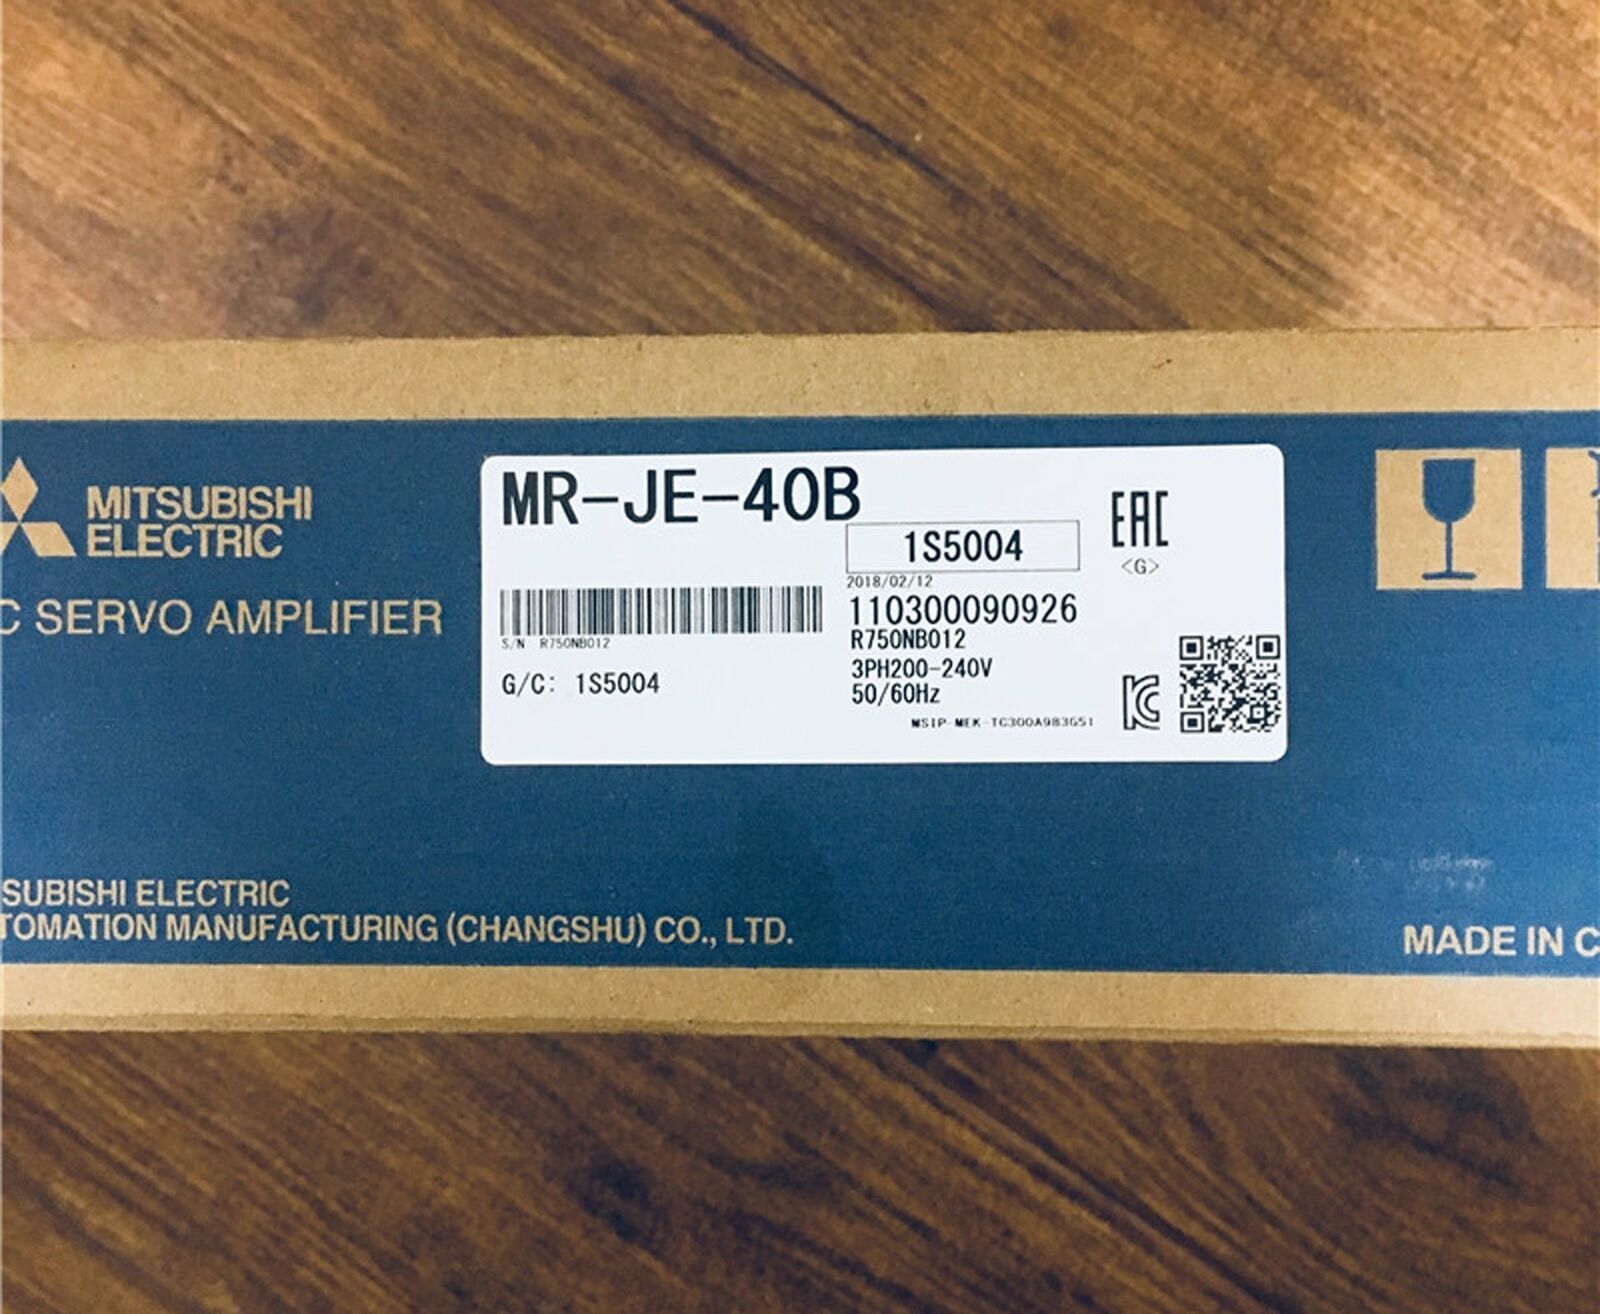 MITSUBISHI
ELECTRIC
C SERVO AMPLIFIER
MR-JE-40B
1S5004
2018/02/12
110300090926
R750NB012
3PH200-240V
50/60Hz
MSIP-MEK-TC300A983G51
S/N R750NB012
G/C: 1S5004
EAC
<G>
SUBISHI ELECTRIC
TOMATION MANUFACTURING (CHANGSHU) CO., LTD.
MADE IN C